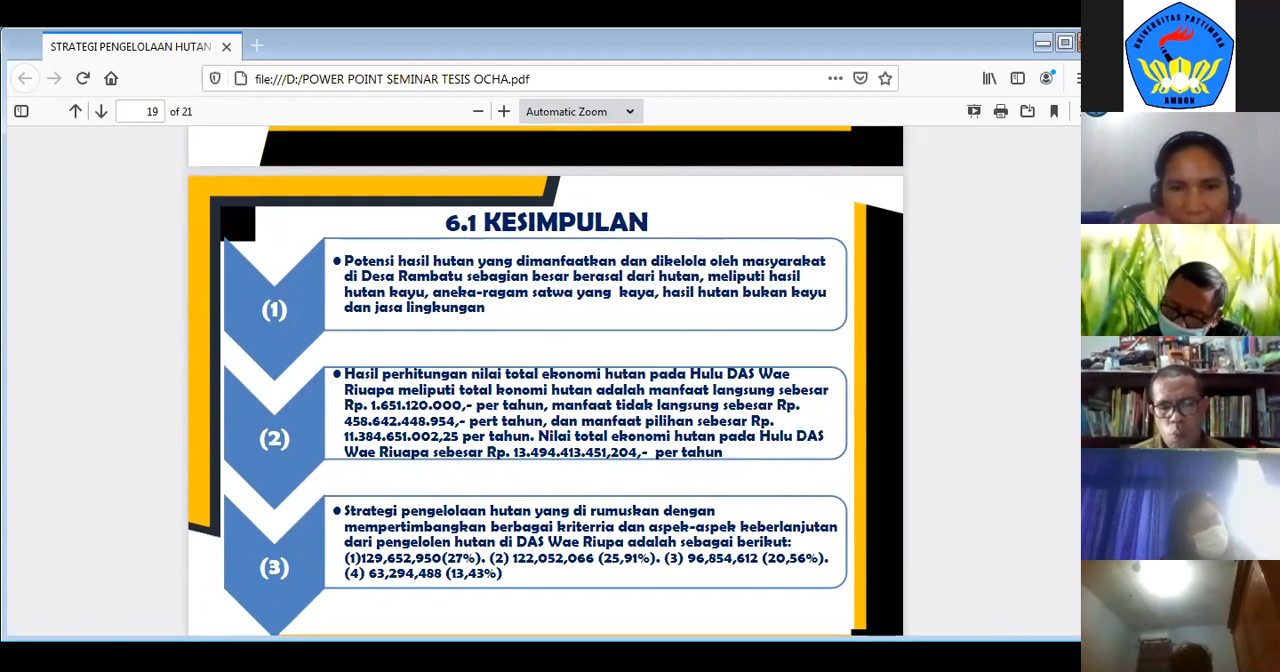 STRATEGI PENGELOLAAN HUTAN
file:///D:/POWER POINT SEMINAR TESIS OCHA.pdf
19 of 21
Automatic Zoom
6.1 KESIMPULAN
(1)
• Potensi hasil hutan yang dimanfaatkan dan dikelola oleh masyarakat
di Desa Rambatu sebagian besar berasal dari hutan, meliputi hasil
hutan kayu, aneka-ragam satwa yang kaya, hasil hutan bukan kayu
dan jasa lingkungan
(2)
• Hasil perhitungan nilai total ekonomi hutan pada Hulu DAS Wae
Riuapa meliputi total konomi hutan adalah manfaat langsung sebesar
Rp. 1.651.120.000,- per tahun, manfaat tidak langsung sebesar Rp.
458.642.448.954,- pert tahun, dan manfaat pilihan sebesar Rp.
11.384.651.002,25 per tahun. Nilai total ekonomi hutan pada Hulu DAS
Wae Riuapa sebesar Rp. 13.494.413.451,204,- per tahun
(3)
• Strategi pengelolaan hutan yang di rumuskan dengan
mempertimbangkan berbagai kriterria dan aspek-aspek keberlanjutan
dari pengelolen hutan di DAS Wae Riupa adalah sebagai berikut:
(1)129,652,950(27%). (2) 122,052,066 (25,91%). (3) 96,854,612 (20,56%).
(4) 63,294,488 (13,43%)
UNIVERSITAS PATTIMURA
AMBON